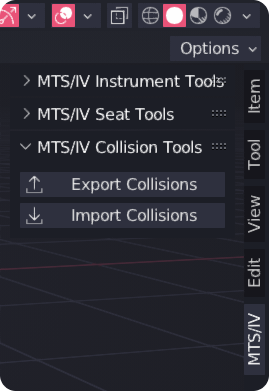 Options
MTS/IV Instrument Tools
MTS/IV Seat Tools
MTS/IV Collision Tools
Export Collisions
Import Collisions
Item
Tool
View
Edit
MTS/IV